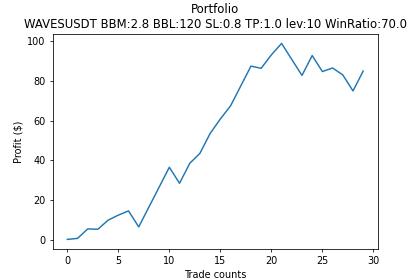 Portfolio
WAVESUSDT BBM:2.8 BBL:120 SL:0.8 TP:1.0 lev:10 WinRatio:70.0
Profit ($)
100
80
60
40
20
0
0 5 10 15 20 25 30
Trade counts